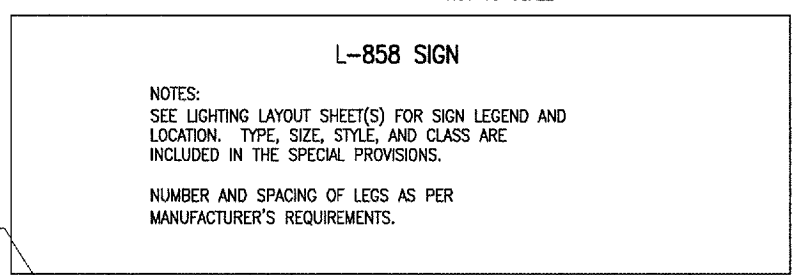 L-858 SIGN
NOTES:
SEE LIGHTING LAYOUT SHEET(S) FOR SIGN LEGEND AND
LOCATION. TYPE, SIZE, STYLE, AND CLASS ARE
INCLUDED IN THE SPECIAL PROVISIONS.
NUMBER AND SPACING OF LEGS AS PER
MANUFACTURER'S REQUIREMENTS.